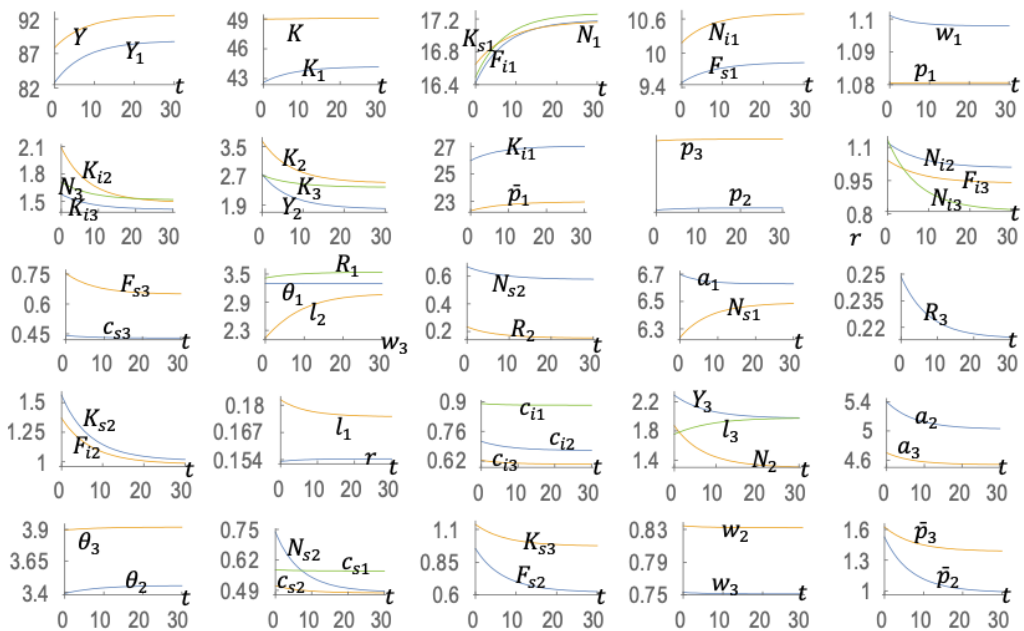 92 Y Y₁ 87 82 0 10 20 30 t
49 K 46 K₁ 43 0 10 20 30 t
17.2 Kₛ₁ N₁ 16.8 Fᵢ₁ 16.4 0 10 20 30 t
10.6 Nᵢ₁ 10 Fₛ₁ 9.4 0 10 20 30 t
1.1 w₁ 1.09 p₁ 1.08 0 10 20 30 t
2.1 Kᵢ₂ 1.8 N₃ 1.5 Kᵢ₃ 0 10 20 30 t
3.5 K₂ 2.7 K₃ 1.9 Y₂ 0 10 20 30 t
27 Kᵢ₁ 25 p̄₁ 23 0 10 20 30 t
p₃ p₂ 0 10 20 30 t
1.1 Nᵢ₂ 0.95 Fᵢ₃ Nᵢ₃ 0.8 0 10 20 30 t
r
0.75 Fₛ₃ 0.6 cₛ₃ 0.45 0 10 20 30 t
3.5 R₁ 2.9 θ₁ l₂ 2.3 0 10 20 30 w₃
0.6 Nₛ₂ 0.4 R₂ 0.2 0 10 20 30 t
6.7 a₁ 6.5 Nₛ₁ 6.3 0 10 20 30 t
0.25 0.235 R₃ 0.22 0 10 20 30 t
1.5 Kₛ₂ 1.25 Fᵢ₂ 1 0 10 20 30 t
0.18 l₁ 0.167 r 0.154 0 10 20 30 t
0.9 cᵢ₁ 0.76 cᵢ₂ 0.62 cᵢ₃ 0 10 20 30 t
2.2 Y₃ 1.8 l₃ 1.4 N₂ 0 10 20 30 t
5.4 a₂ 5 a₃ 4.6 0 10 20 30 t
3.9 θ₃ 3.65 θ₂ 3.4 0 10 20 30 t
0.75 Nₛ₂ 0.62 cₛ₁ cₛ₂ 0.49 0 10 20 30 t
1.1 Kₛ₃ 0.85 Fₛ₂ 0.6 0 10 20 30 t
0.83 w₂ 0.79 w₃ 0.75 0 10 20 30 t
1.6 p̄₃ 1.3 p̄₂ 1 0 10 20 30 t